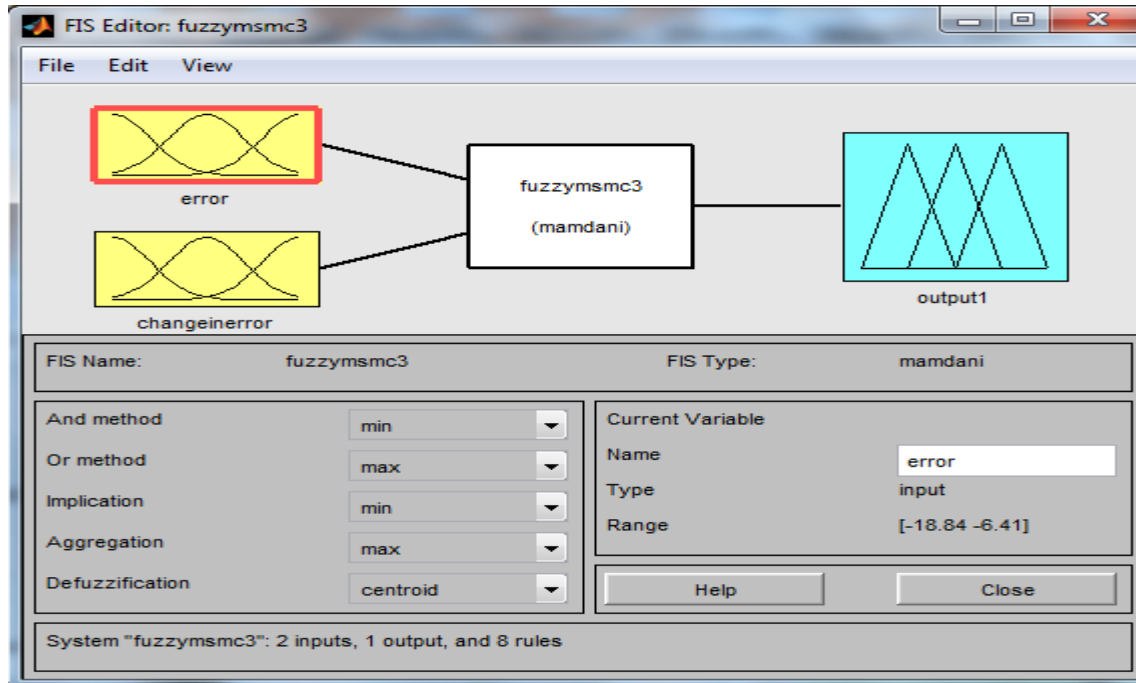 FIS Editor: fuzzymsmc3
File Edit View
error
changeinerror
fuzzymsmc3
(mamdani)
output1
FIS Name: fuzzymsmc3 FIS Type: mamdani
And method min
Or method max
Implication min
Aggregation max
Defuzzification centroid
Current Variable
Name error
Type input
Range [-18.84 -6.41]
Help Close
System "fuzzymsmc3": 2 inputs, 1 output, and 8 rules